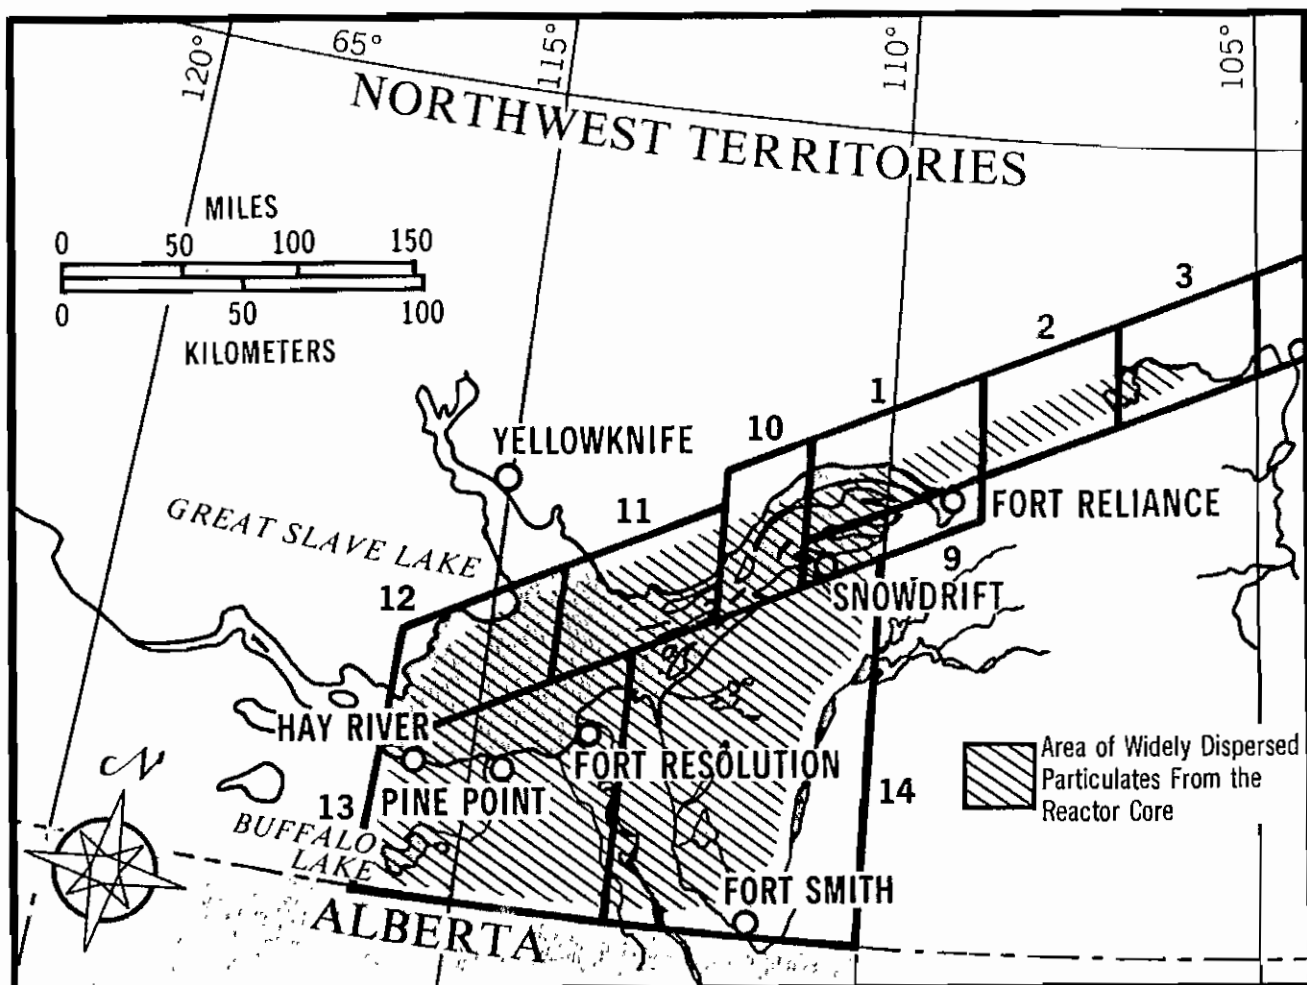 120°
65°
115°
110°
105°
NORTHWEST TERRITORIES
MILES
0 50 100 150
0 50 100
KILOMETERS
3
2
1
10
YELLOWKNIFE
11
FORT RELIANCE
GREAT SLAVE LAKE
9
12
SNOWDRIFT
HAY RIVER
FORT RESOLUTION
Area of Widely Dispersed
Particulates From the
Reactor Core
N
PINE POINT
14
13
BUFFALO
LAKE
FORT SMITH
ALBERTA